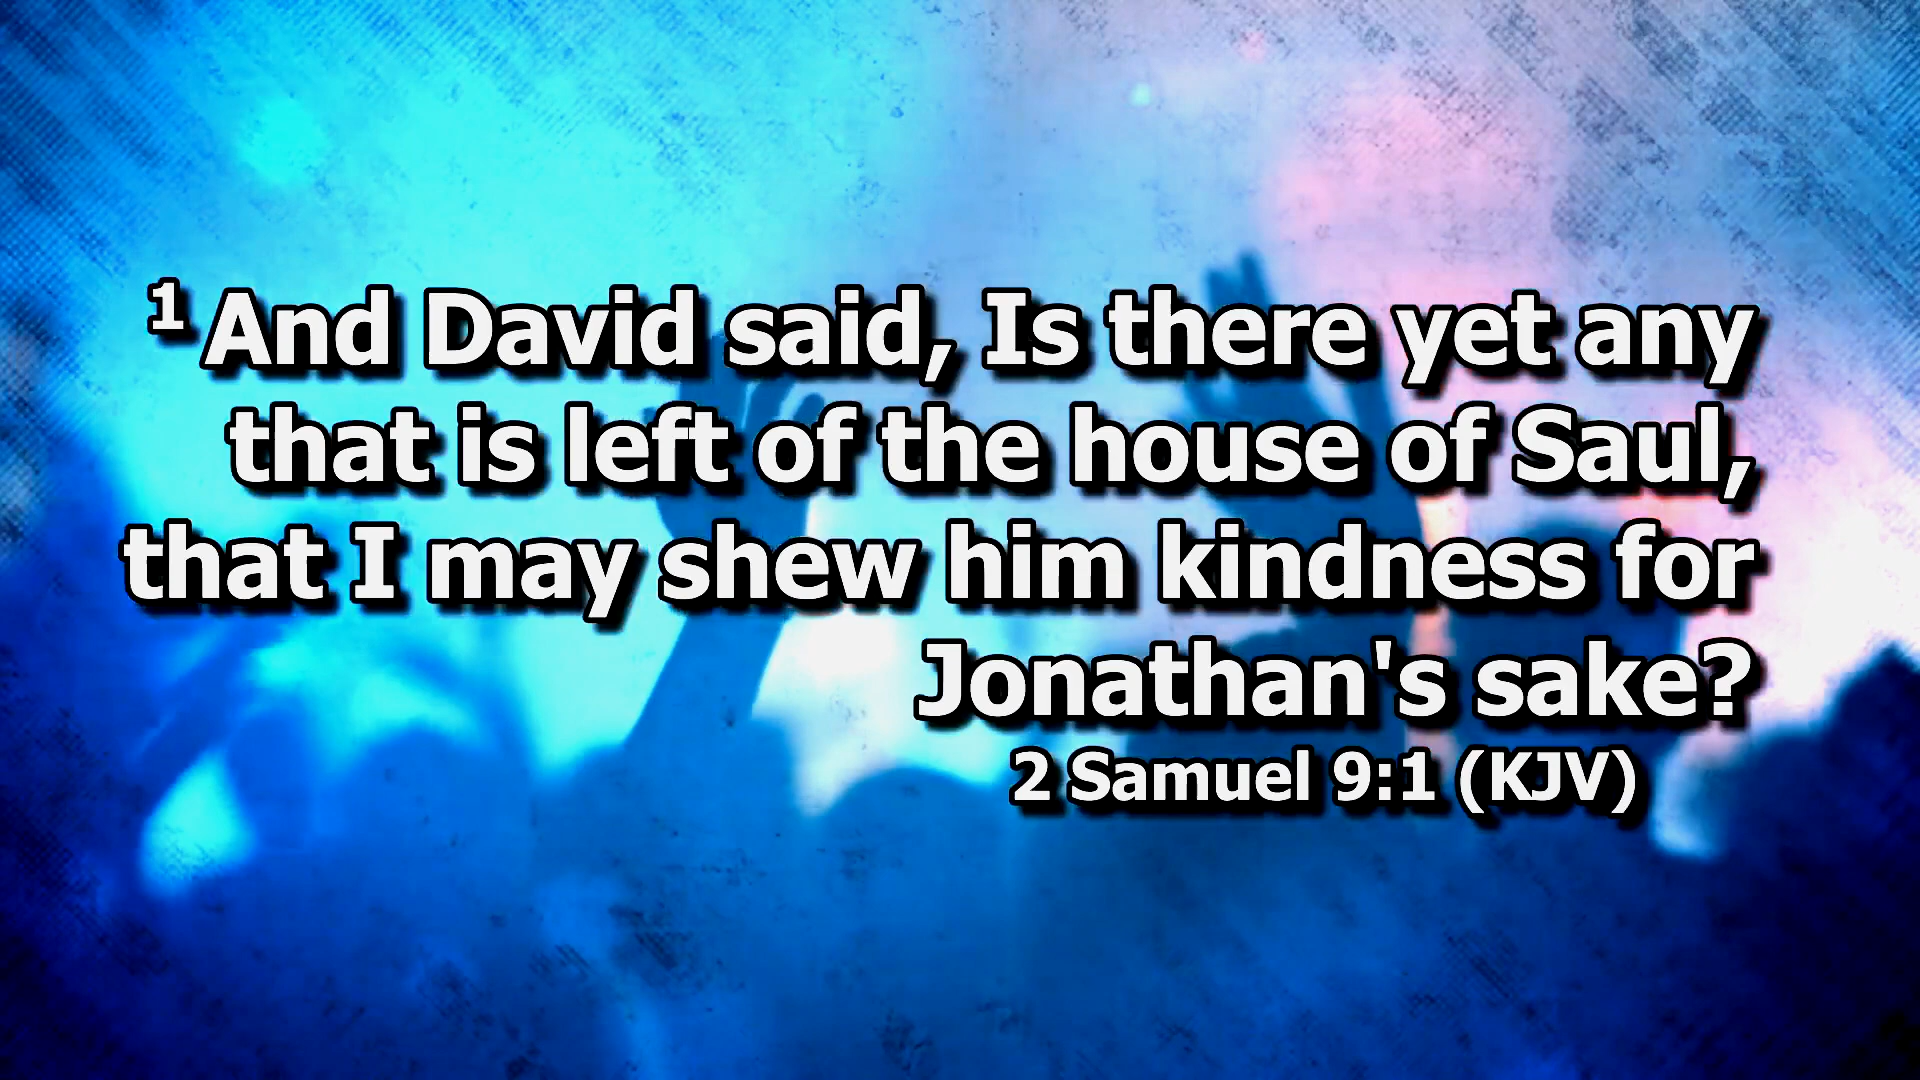 1 And David said, Is there yet any
that is left of the house of Saul,
that I may shew him kindness for
Jonathan's sake?
2 Samuel 9:1 (KJV)